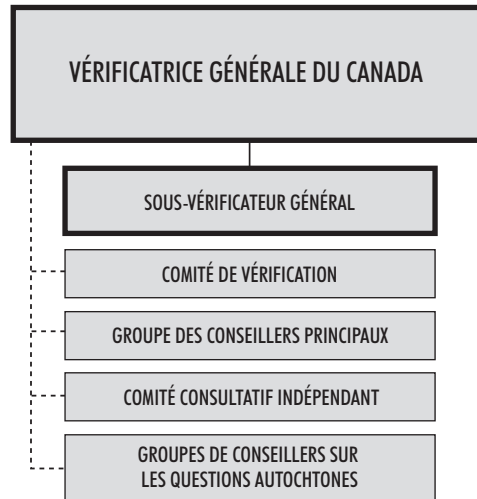 VÉRIFICATRICE GÉNÉRALE DU CANADA
SOUS-VÉRIFICATEUR GÉNÉRAL
COMITÉ DE VÉRIFICATION
GROUPE DES CONSEILLERS PRINCIPAUX
COMITÉ CONSULTATIF INDÉPENDANT
GROUPES DE CONSEILLERS SUR
LES QUESTIONS AUTOCHTONES